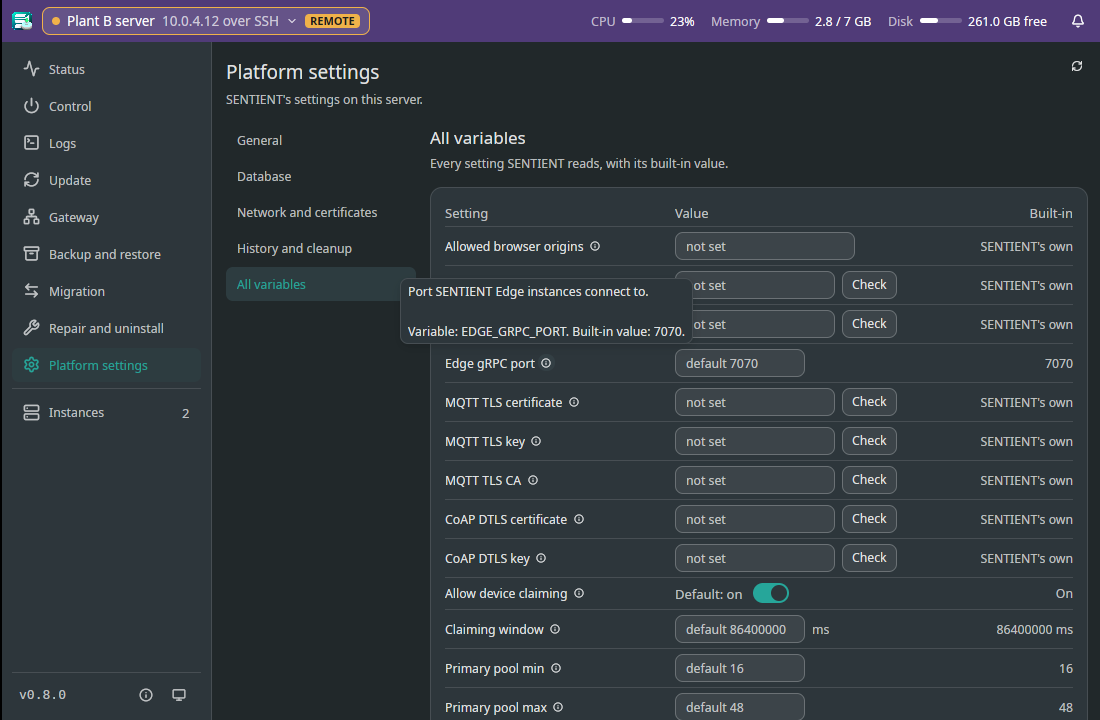 Plant B server 10.0.4.12 over SSH REMOTE
CPU 23% Memory 2.8 / 7 GB Disk 261.0 GB free
Status
Control
Logs
Update
Gateway
Backup and restore
Migration
Repair and uninstall
Platform settings
Instances 2
v0.8.0
Platform settings
SENTIENT's settings on this server.
General
Database
Network and certificates
History and cleanup
All variables
All variables
Every setting SENTIENT reads, with its built-in value.
Setting Value Built-in
Allowed browser origins not set SENTIENT's own
ot set Check SENTIENT's own
ot set Check SENTIENT's own
Port SENTIENT Edge instances connect to.
Variable: EDGE_GRPC_PORT. Built-in value: 7070.
Edge gRPC port default 7070 7070
MQTT TLS certificate not set Check SENTIENT's own
MQTT TLS key not set Check SENTIENT's own
MQTT TLS CA not set Check SENTIENT's own
CoAP DTLS certificate not set Check SENTIENT's own
CoAP DTLS key not set Check SENTIENT's own
Allow device claiming Default: on On
Claiming window default 86400000 ms 86400000 ms
Primary pool min default 16 16
Primary pool max default 48 48